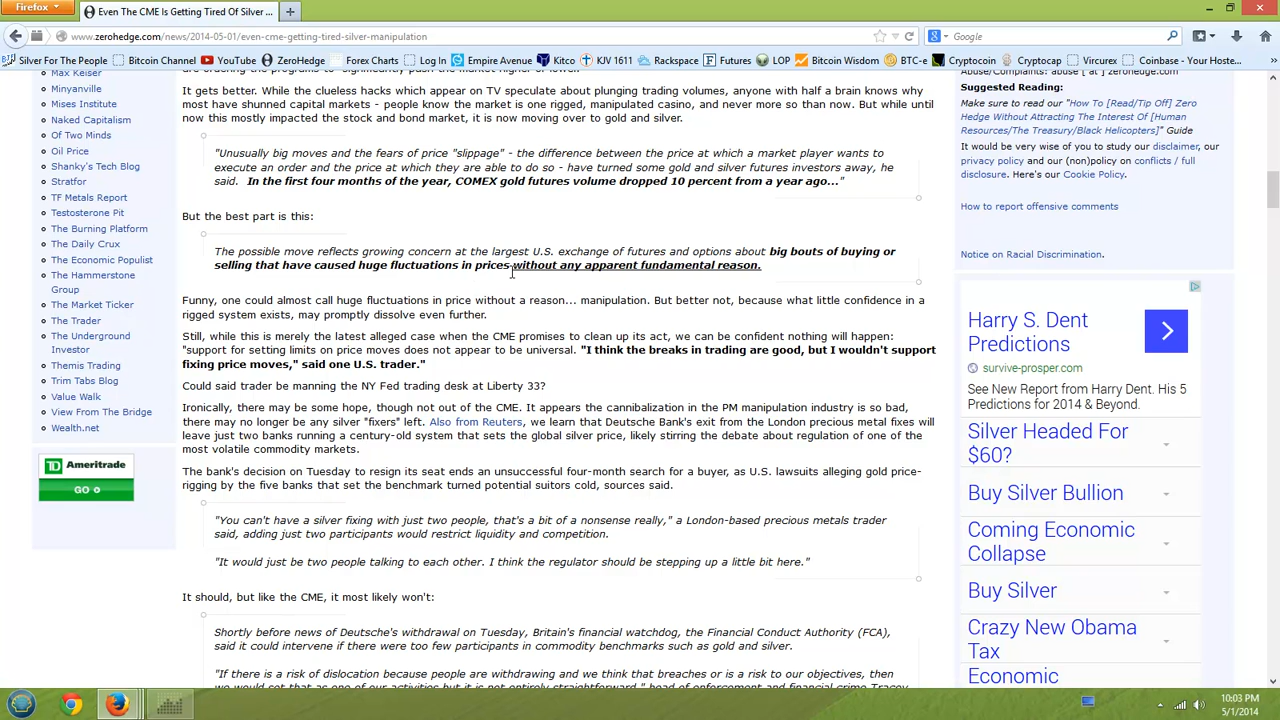 Firefox
Even The CME Is Getting Tired Of Silver ...
www.zerohedge.com/news/2014-05-01/even-cme-getting-tired-silver-manipulation
Google
Silver For The People
Bitcoin Channel
YouTube
ZeroHedge
Forex Charts
Log In
Empire Avenue
Kitco
KJV 1611
Rackspace
Futures
LOP
Bitcoin Wisdom
BTC-e
Cryptocoin
Cryptocap
Vircurex
Coinbase - Your Hoste...
Max Keiser
Minyanville
Mises Institute
Naked Capitalism
Of Two Minds
Oil Price
Shanky's Tech Blog
Stratfor
TF Metals Report
Testosterone Pit
The Burning Platform
The Daily Crux
The Economic Populist
The Hammerstone
Group
The Market Ticker
The Trader
The Underground
Investor
Themis Trading
Trim Tabs Blog
Value Walk
View From The Bridge
Wealth.net
TD Ameritrade
GO
are ordering the programs to significantly push the market higher or lower.
It gets better. While the clueless hacks which appear on TV speculate about plunging trading volumes, anyone with half a brain knows why
most have shunned capital markets - people know the market is one rigged, manipulated casino, and never more so than now. But while until
now this mostly impacted the stock and bond market, it is now moving over to gold and silver.
"Unusually big moves and the fears of price "slippage" - the difference between the price at which a market player wants to
execute an order and the price at which they are able to do so - have turned some gold and silver futures investors away, he
said. In the first four months of the year, COMEX gold futures volume dropped 10 percent from a year ago..."
But the best part is this:
The possible move reflects growing concern at the largest U.S. exchange of futures and options about big bouts of buying or
selling that have caused huge fluctuations in prices without any apparent fundamental reason.
Funny, one could almost call huge fluctuations in price without a reason... manipulation. But better not, because what little confidence in a
rigged system exists, may promptly dissolve even further.
Still, while this is merely the latest alleged case when the CME promises to clean up its act, we can be confident nothing will happen:
"support for setting limits on price moves does not appear to be universal. "I think the breaks in trading are good, but I wouldn't support
fixing price moves," said one U.S. trader."
Could said trader be manning the NY Fed trading desk at Liberty 33?
Ironically, there may be some hope, though not out of the CME. It appears the cannibalization in the PM manipulation industry is so bad,
there may no longer be any silver "fixers" left. Also from Reuters, we learn that Deutsche Bank's exit from the London precious metal fixes will
leave just two banks running a century-old system that sets the global silver price, likely stirring the debate about regulation of one of the
most volatile commodity markets.
The bank's decision on Tuesday to resign its seat ends an unsuccessful four-month search for a buyer, as U.S. lawsuits alleging gold price-
rigging by the five banks that set the benchmark turned potential suitors cold, sources said.
"You can't have a silver fixing with just two people, that's a bit of a nonsense really," a London-based precious metals trader
said, adding just two participants would restrict liquidity and competition.
"It would just be two people talking to each other. I think the regulator should be stepping up a little bit here."
It should, but like the CME, it most likely won't:
Shortly before news of Deutsche's withdrawal on Tuesday, Britain's financial watchdog, the Financial Conduct Authority (FCA),
said it could intervene if there were too few participants in commodity benchmarks such as gold and silver.
"If there is a risk of dislocation because people are withdrawing and we think that breaches or is a risk to our objectives, then
we would set that as one of our activities but it is not entirely straightforward," head of enforcement and financial crime Tracey
Abuse/Complaints: abuse [ at ] zerohedge.com
Suggested Reading:
Make sure to read our "How To [Read/Tip Off] Zero
Hedge Without Attracting The Interest Of [Human
Resources/The Treasury/Black Helicopters]" Guide
It would be very wise of you to study our disclaimer, our
privacy policy and our (non)policy on conflicts / full
disclosure. Here's our Cookie Policy.
How to report offensive comments
Notice on Racial Discrimination.
Harry S. Dent
Predictions
survive-prosper.com
See New Report from Harry Dent. His 5
Predictions for 2014 & Beyond.
Silver Headed For
$60?
Buy Silver Bullion
Coming Economic
Collapse
Buy Silver
Crazy New Obama
Tax
Economic
10:03 PM
5/1/2014